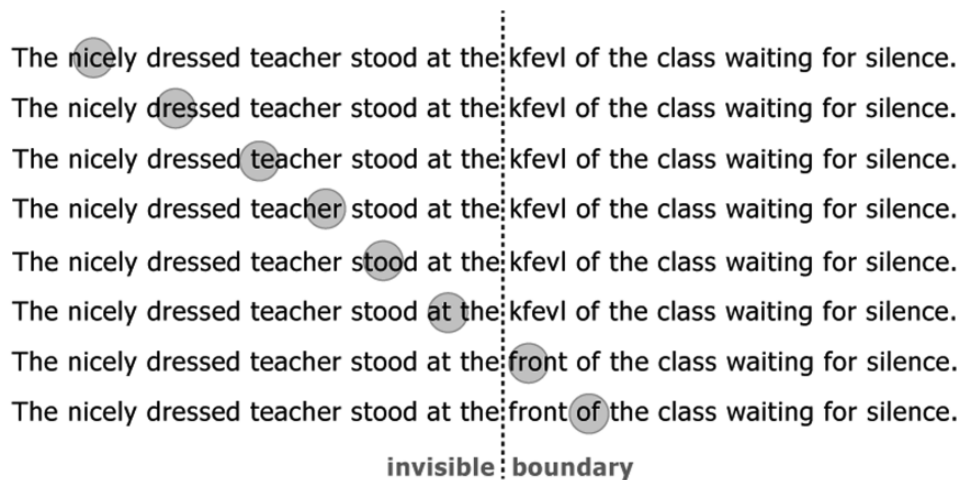 The nicely dressed teacher stood at the kfevl of the class waiting for silence.
The nicely dressed teacher stood at the kfevl of the class waiting for silence.
The nicely dressed teacher stood at the kfevl of the class waiting for silence.
The nicely dressed teacher stood at the kfevl of the class waiting for silence.
The nicely dressed teacher stood at the kfevl of the class waiting for silence.
The nicely dressed teacher stood at the kfevl of the class waiting for silence.
The nicely dressed teacher stood at the front of the class waiting for silence.
The nicely dressed teacher stood at the front of the class waiting for silence.
invisible boundary